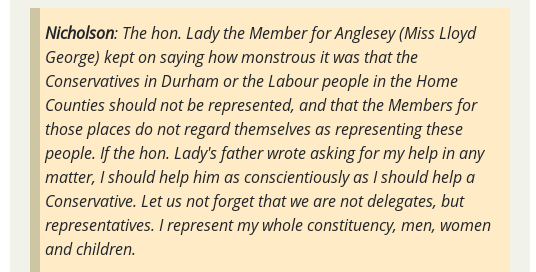 Nicholson: The hon. Lady the Member for Anglesey (Miss Lloyd
George) kept on saying how monstrous it was that the
Conservatives in Durham or the Labour people in the Home
Counties should not be represented, and that the Members for
those places do not regard themselves as representing these
people. If the hon. Lady's father wrote asking for my help in any
matter, I should help him as conscientiously as I should help a
Conservative. Let us not forget that we are not delegates, but
representatives. I represent my whole constituency, men, women
and children.